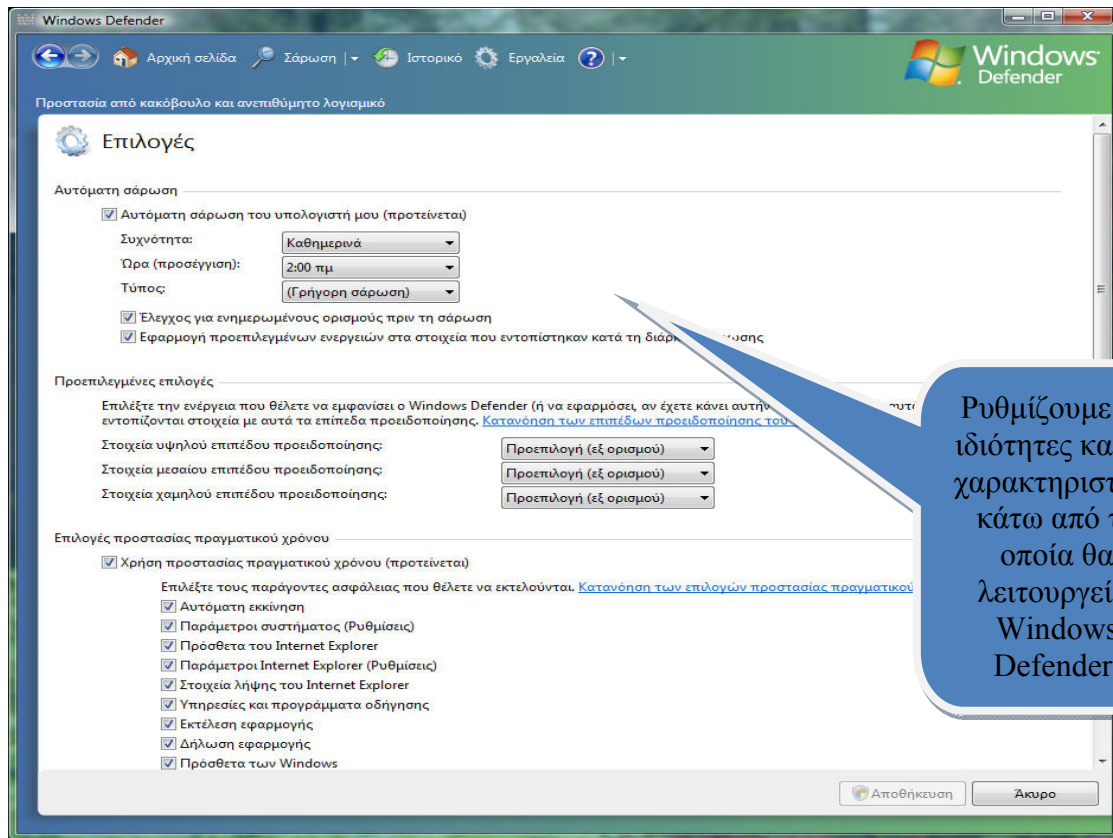 Windows Defender
Αρχική σελίδα Σάρωση Ιστορικό Εργαλεία
Windows Defender
Προστασία από κακόβουλο και ανεπιθύμητο λογισμικό
Επιλογές
Αυτόματη σάρωση
Αυτόματη σάρωση του υπολογιστή μου (προτείνεται)
Συχνότητα: Καθημερινά
Ώρα (προσέγγιση): 2:00 πμ
Τύπος: (Γρήγορη σάρωση)
Έλεγχος για ενημερωμένους ορισμούς πριν τη σάρωση
Εφαρμογή προεπιλεγμένων ενεργειών στα στοιχεία που εντοπίστηκαν κατά τη
Προεπιλεγμένες επιλογές
Επιλέξτε την ενέργεια που θέλετε να εμφανίσει ο Windows Defender (ή να εφαρμόσει, αν έχετε κάνει αυτήν
εντοπίζονται στοιχεία με αυτά τα επίπεδα προειδοποίησης. Κατανόηση των επιπέδων προειδοποίησης του
Στοιχεία υψηλού επιπέδου προειδοποίησης: Προεπιλογή (εξ ορισμού)
Στοιχεία μεσαίου επιπέδου προειδοποίησης: Προεπιλογή (εξ ορισμού)
Στοιχεία χαμηλού επιπέδου προειδοποίησης: Προεπιλογή (εξ ορισμού)
Επιλογές προστασίας πραγματικού χρόνου
Χρήση προστασίας πραγματικού χρόνου (προτείνεται)
Επιλέξτε τους παράγοντες ασφάλειας που θέλετε να εκτελούνται. Κατανόηση των επιλογών προστασίας πραγματικού
Αυτόματη εκκίνηση
Παράμετροι συστήματος (Ρυθμίσεις)
Πρόσθετα του Internet Explorer
Παράμετροι Internet Explorer (Ρυθμίσεις)
Στοιχεία λήψης του Internet Explorer
Υπηρεσίες και προγράμματα οδήγησης
Εκτέλεση εφαρμογής
Δήλωση εφαρμογής
Πρόσθετα των Windows
Αποθήκευση Άκυρο
Ρυθμίζουμε
ιδιότητες
κάτω από
οποία θα
λειτουργεί
Windows
Defender